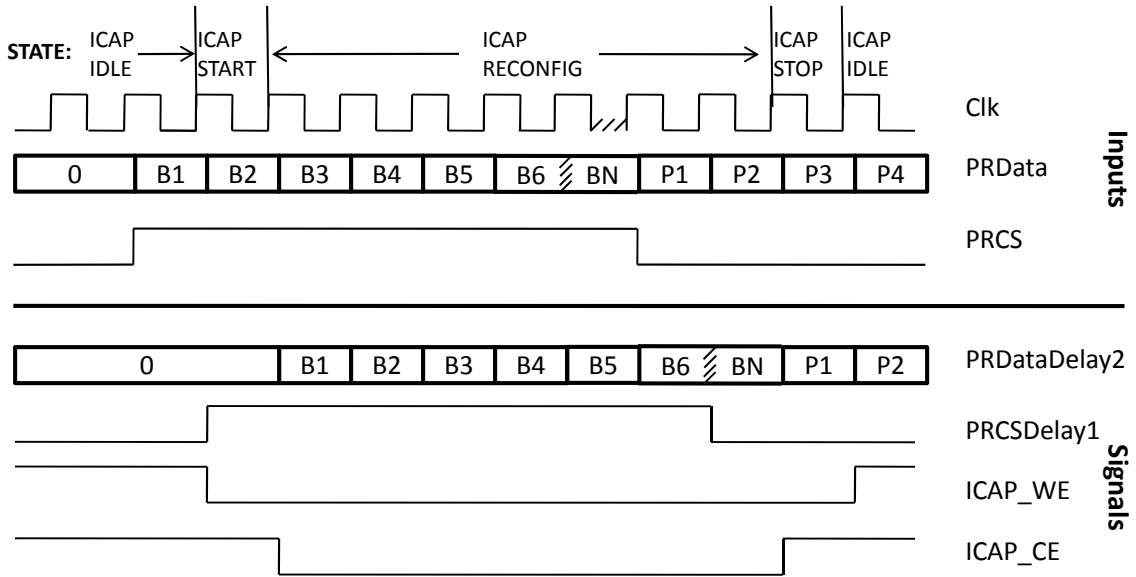 STATE: ICAP IDLE ICAP START ICAP RECONFIG ICAP STOP ICAP IDLE
Clk
0 B1 B2 B3 B4 B5 B6 BN P1 P2 P3 P4 PRData
PRCS
Inputs
0 B1 B2 B3 B4 B5 B6 BN P1 P2 PRDataDelay2
PRCSDelay1
ICAP_WE
ICAP_CE
Signals